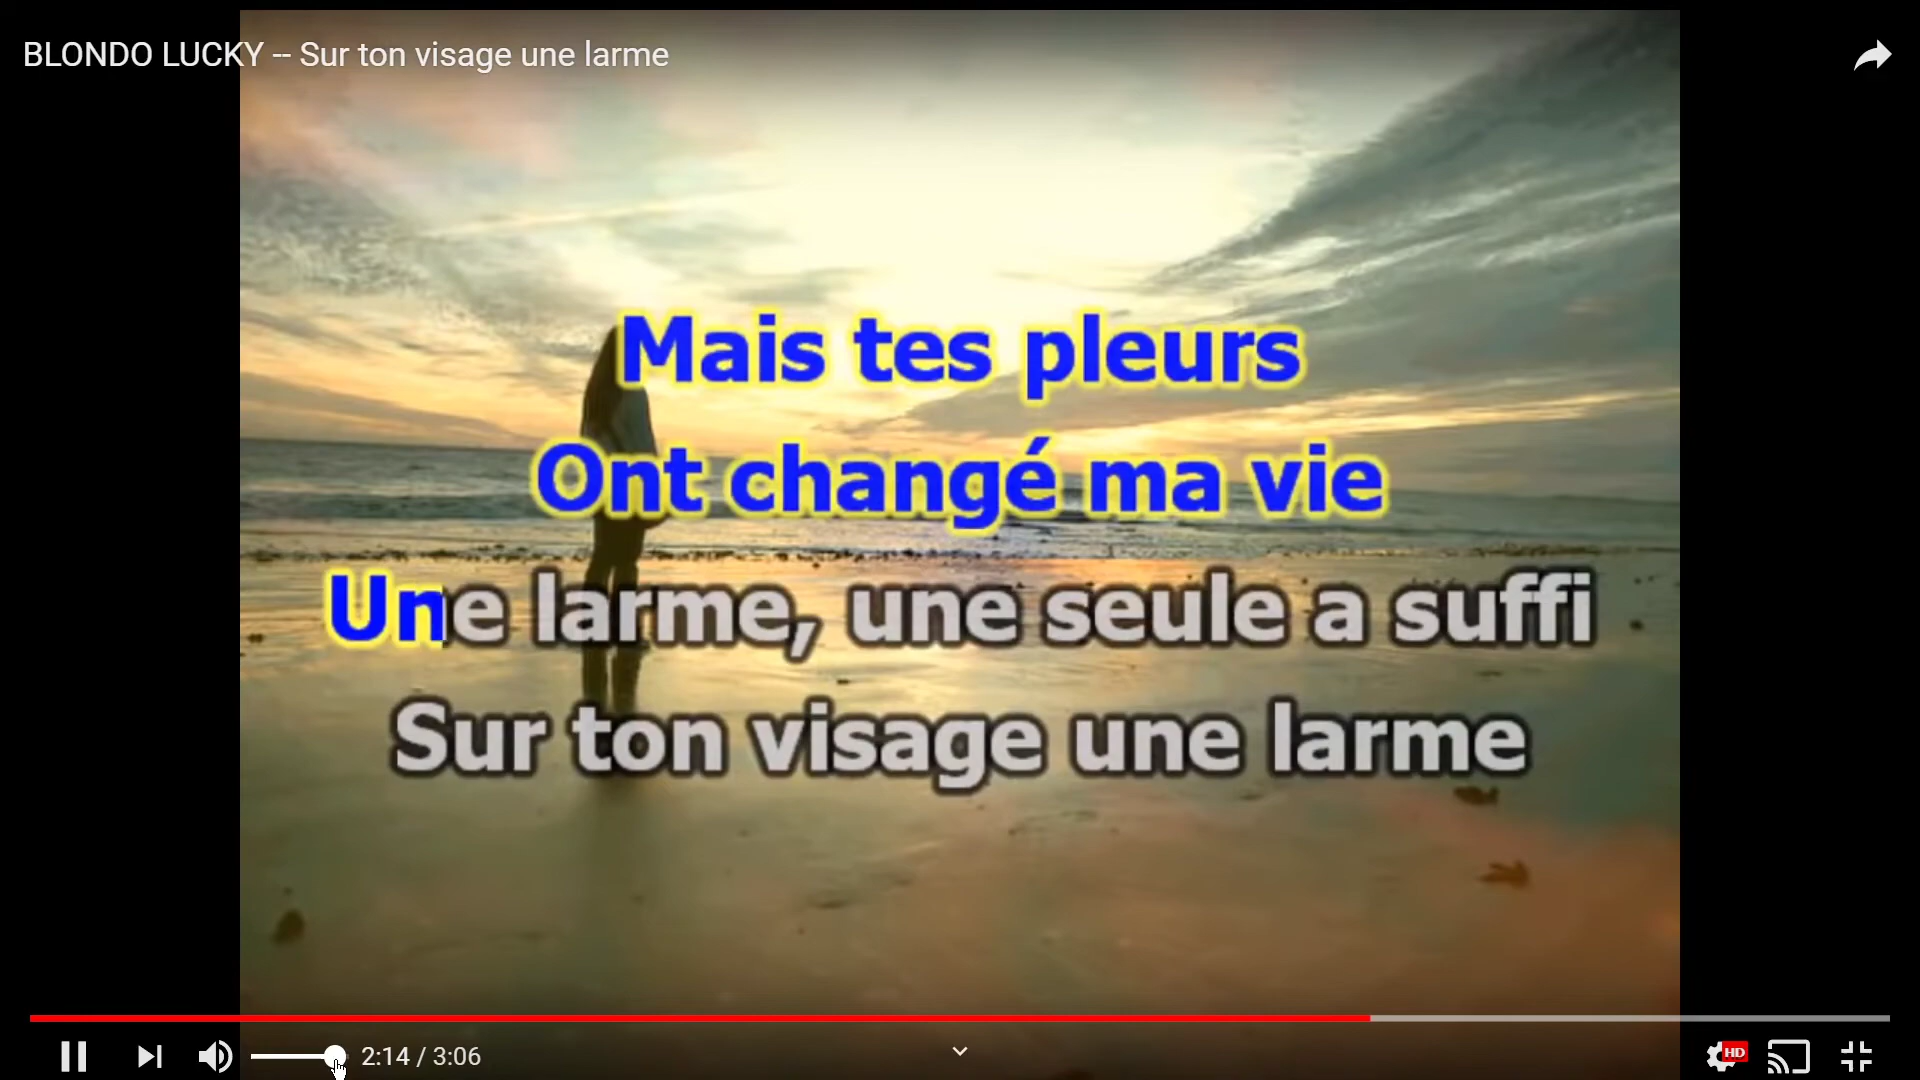 BLONDO LUCKY -- Sur ton visage une larme
Mais tes pleurs
Ont changé ma vie
Une larme, une seule a suffi
Sur ton visage une larme
2:14 / 3:06
HD